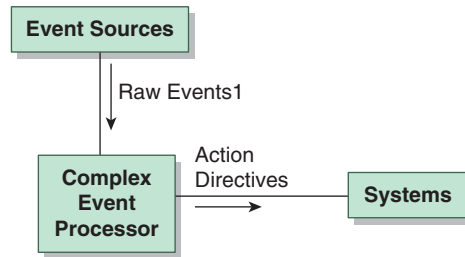 Event Sources
Raw Events1
Action
Directives
Complex
Event
Processor
Systems